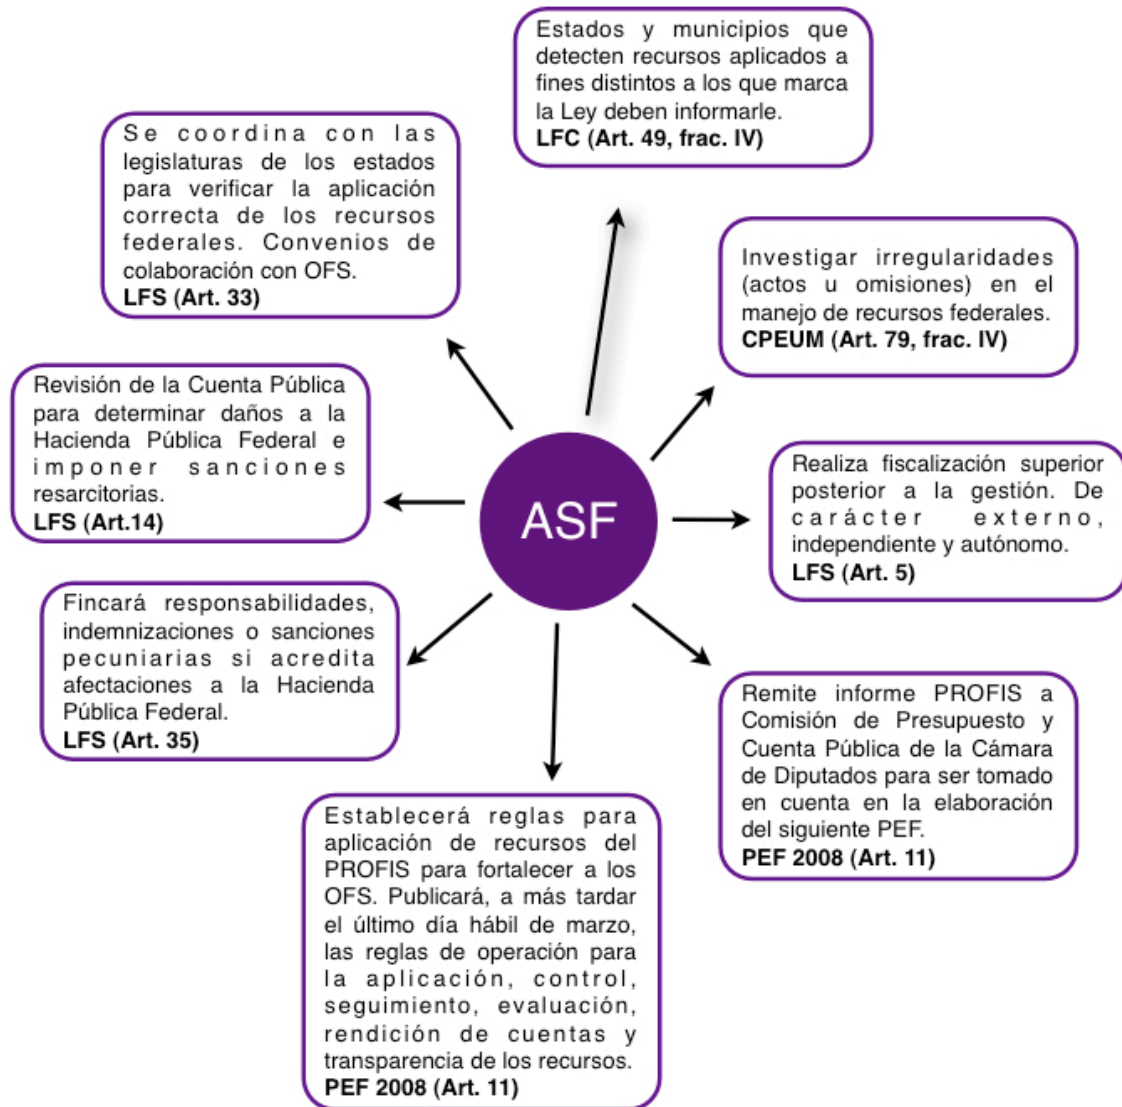 Estados y municipios que
detecten recursos aplicados a
fines distintos a los que marca
la Ley deben informarle.
LFC (Art. 49, frac. IV)
Se coordina con las
legislaturas de los estados
para verificar la aplicación
correcta de los recursos
federales. Convenios de
colaboración con OFS.
LFS (Art. 33)
Investigar irregularidades
(actos u omisiones) en el
manejo de recursos federales.
CPEUM (Art. 79, frac. IV)
Revisión de la Cuenta Pública
para determinar daños a la
Hacienda Pública Federal e
imponer sanciones
resarcitorias.
LFS (Art.14)
ASF
Realiza fiscalización superior
posterior a la gestión. De
carácter externo,
independiente y autónomo.
LFS (Art. 5)
Fincará responsabilidades,
indemnizaciones o sanciones
pecuniarias si acredita
afectaciones a la Hacienda
Pública Federal.
LFS (Art. 35)
Remite informe PROFIS a
Comisión de Presupuesto y
Cuenta Pública de la Cámara
de Diputados para ser tomado
en cuenta en la elaboración
del siguiente PEF.
PEF 2008 (Art. 11)
Establecerá reglas para
aplicación de recursos del
PROFIS para fortalecer a los
OFS. Publicará, a más tardar
el último día hábil de marzo,
las reglas de operación para
la aplicación, control,
seguimiento, evaluación,
rendición de cuentas y
transparencia de los recursos.
PEF 2008 (Art. 11)